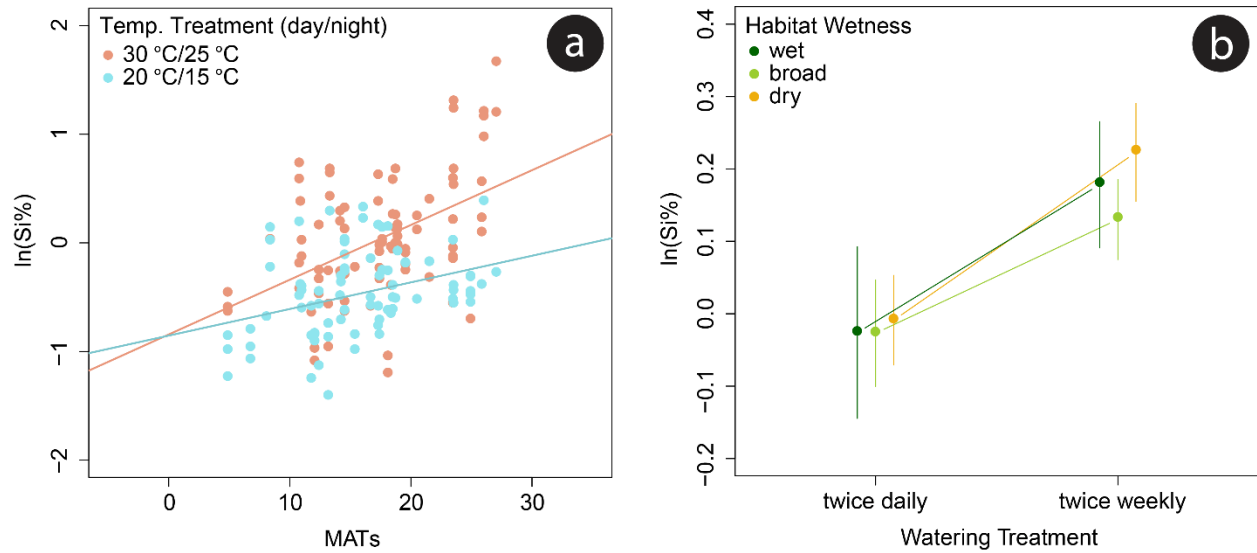 Temp. Treatment (day/night)
30 °C/25 °C
20 °C/15 °C
a
ln(Si%)
2
1
0
−1
−2
0
10
20
30
MATs
Habitat Wetness
wet
broad
dry
b
ln(Si%)
0.4
0.3
0.2
0.1
0.0
−0.1
−0.2
twice daily
twice weekly
Watering Treatment